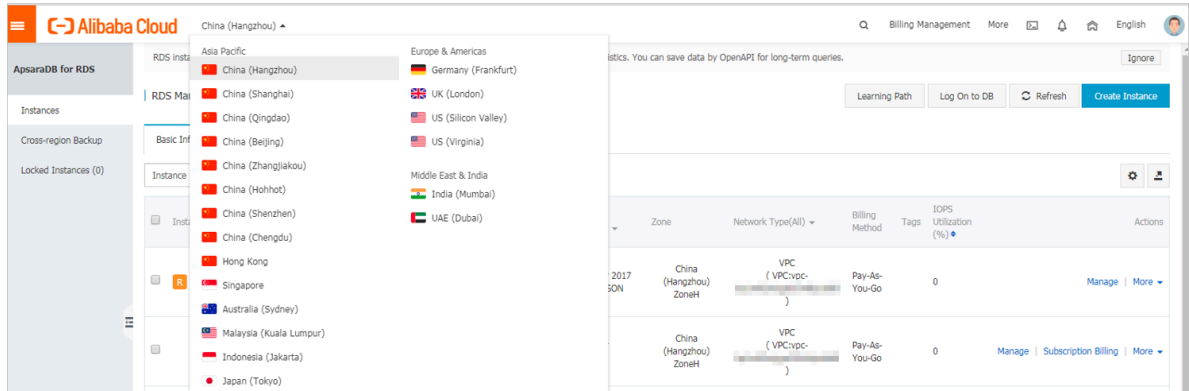 Alibaba Cloud
China (Hangzhou)
Billing Management
More
English
ApsaraDB for RDS
Instances
Cross-region Backup
Locked Instances (0)
RDS
istics. You can save data by OpenAPI for long-term queries.
Ignore
RDS
Learning Path
Log On to DB
Refresh
Create Instance
Basic
Instance
Asia Pacific
China (Hangzhou)
China (Shanghai)
China (Qingdao)
China (Beijing)
China (Zhangjiakou)
China (Hohhot)
China (Shenzhen)
China (Chengdu)
Hong Kong
Singapore
Australia (Sydney)
Malaysia (Kuala Lumpur)
Indonesia (Jakarta)
Japan (Tokyo)
Europe & Americas
Germany (Frankfurt)
UK (London)
US (Silicon Valley)
US (Virginia)
Middle East & India
India (Mumbai)
UAE (Dubai)
Zone
Network Type(All)
Billing
Method
Tags
IOPS
Utilization
(%)
Actions
R
2017
SON
China
(Hangzhou)
ZoneH
VPC
( VPC:vpc-
)
Pay-As-
You-Go
0
Manage | More
China
(Hangzhou)
ZoneH
VPC
( VPC:vpc-
)
Pay-As-
You-Go
0
Manage | Subscription Billing | More